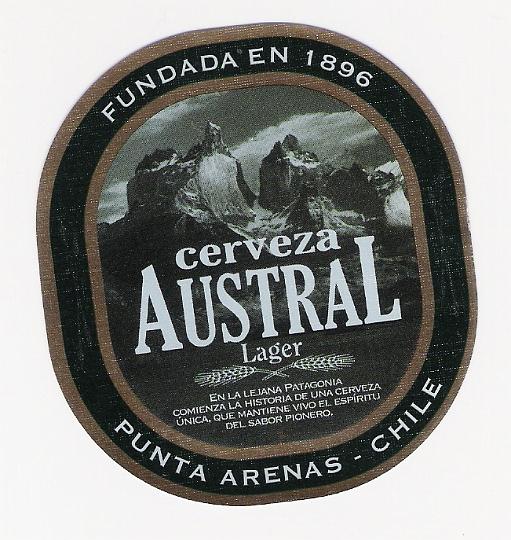 FUNDADA EN 1896
cerveza
AUSTRAL
Lager
EN LA LEJANA PATAGONIA
COMIENZA LA HISTORIA DE UNA CERVEZA
ÚNICA, QUE MANTIENE VIVO EL ESPÍRITU
DEL SABOR PIONERO.
PUNTA ARENAS - CHILE